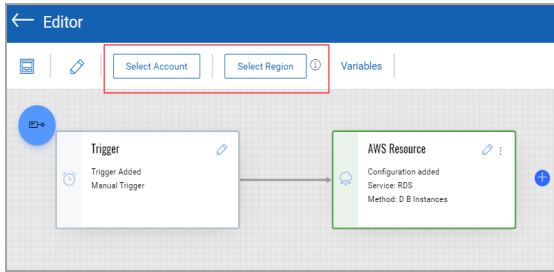 Editor
Select Account
Select Region
Variables
Trigger
Trigger Added
Manual Trigger
AWS Resource
Configuration added
Service: RDS
Method: D B Instances